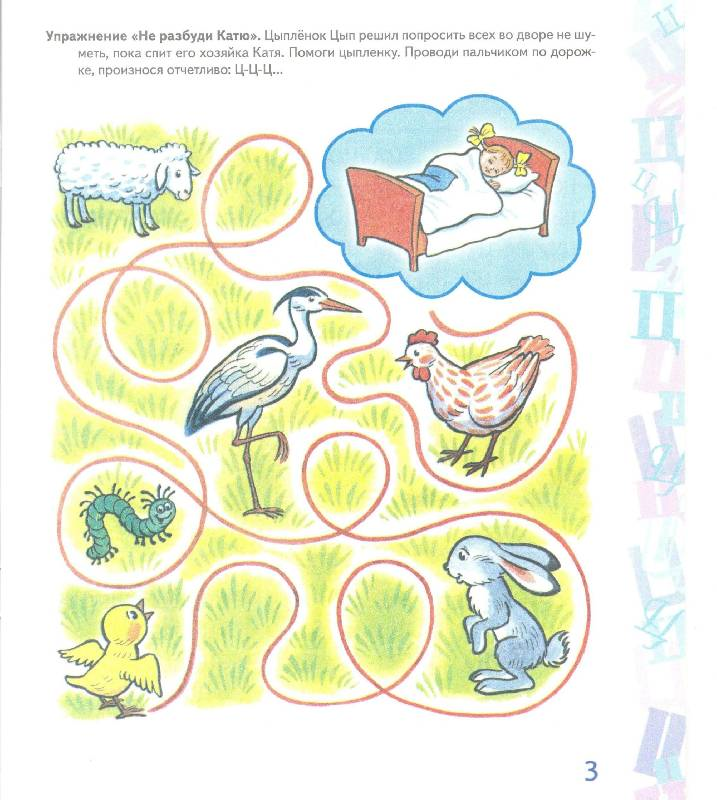 Упражнение «Не разбуди Катю». Цыплёнок Цып решил попросить всех во дворе не шу-
меть, пока спит его хозяйка Катя. Помоги цыпленку. Проводи пальчиком по дорож-
ке, произнося отчетливо: Ц-Ц-Ц...
Ц
Ц
Ц
Ц
Ц
Ц
Ц
3